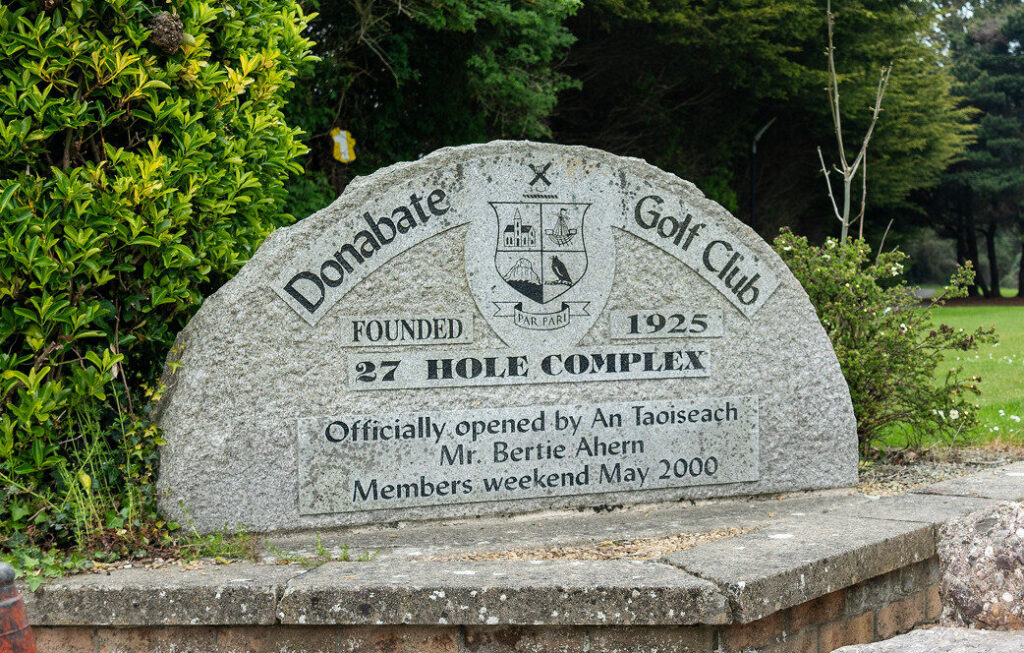 Donabate Golf Club
PAR PARI
FOUNDED 1925
27 HOLE COMPLEX
Officially opened by An Taoiseach
Mr. Bertie Ahern
Members weekend May 2000